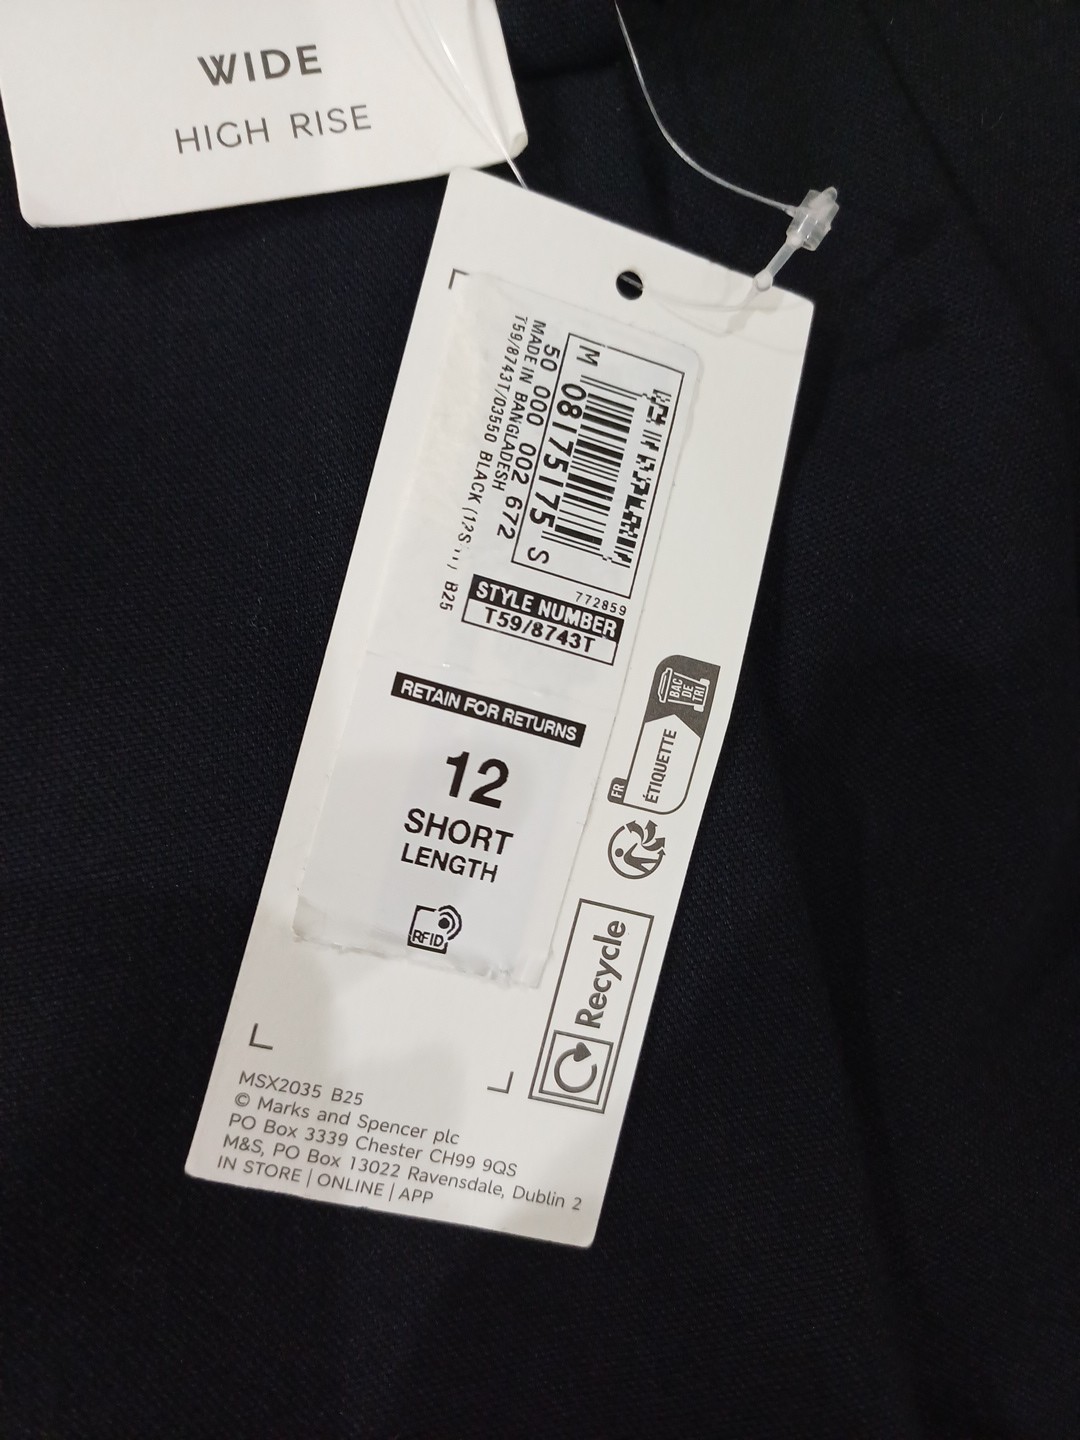 WIDE
HIGH RISE
M 08175175 S
50 000 002 672
MADE IN BANGLADESH
T59/8743T/03550 BLACK B25
772859
STYLE NUMBER
T59/8743T
RETAIN FOR RETURNS
12
SHORT
LENGTH
RFID
FR
ÉTIQUETTE
BAC
DE
TRI
Recycle
MSX2035 B25
© Marks and Spencer plc
PO Box 3339 Chester CH99 9QS
M&S, PO Box 13022 Ravensdale, Dublin 2
IN STORE | ONLINE | APP